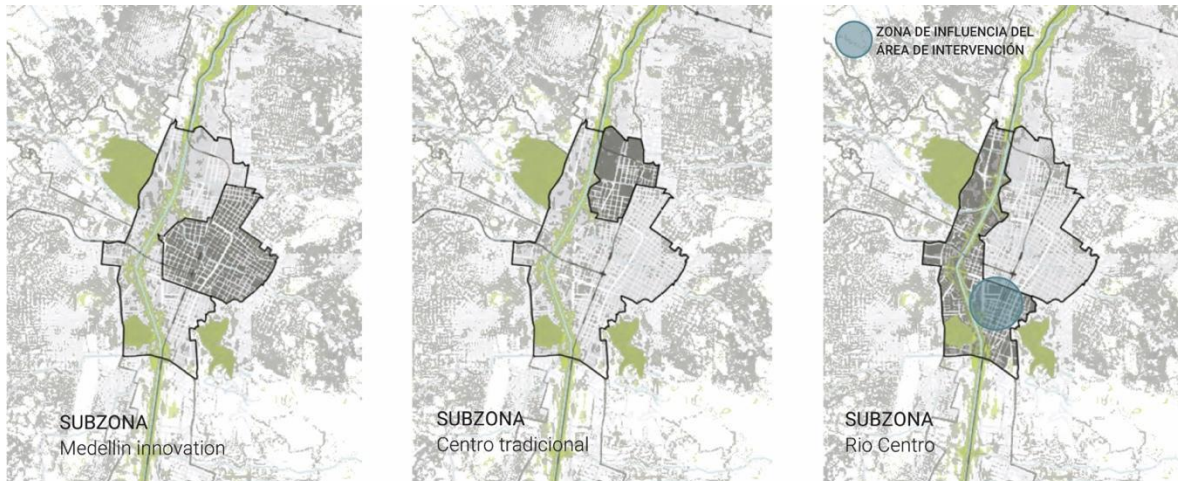 ZONA DE INFLUENCIA DEL
ÁREA DE INTERVENCIÓN
SUBZONA
Medellin innovation
SUBZONA
Centro tradicional
SUBZONA
Rio Centro